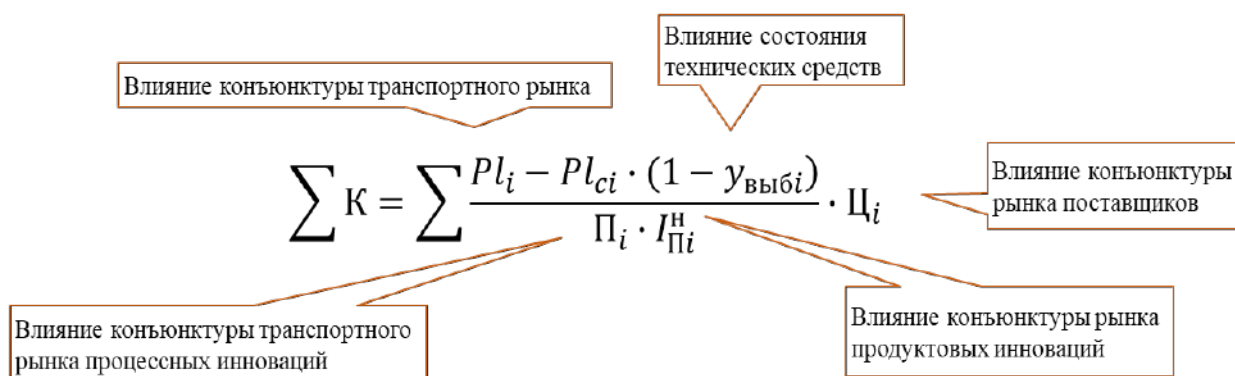 Влияние состояния
технических средств
Влияние конъюнктуры транспортного рынка
∑ К = ∑ (Pl_i − Pl_ci · (1 − y_выбi)) / (П_i · I^н_Пi) · Ц_i
Влияние конъюнктуры
рынка поставщиков
Влияние конъюнктуры транспортного
рынка процессных инноваций
Влияние конъюнктуры рынка
продуктовых инноваций